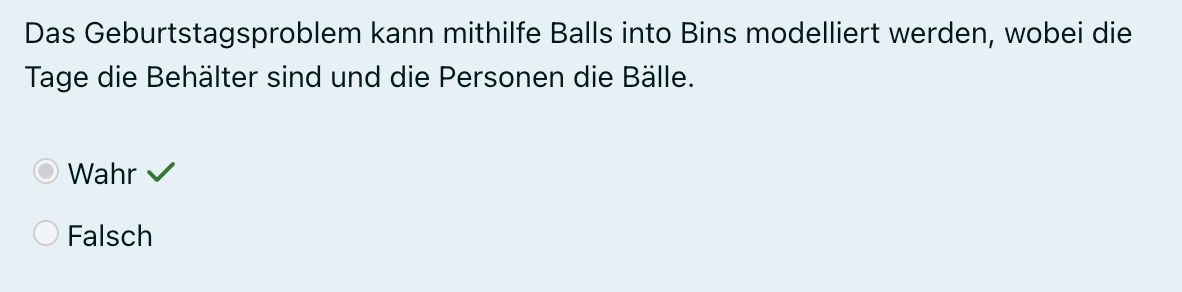 Das Geburtstagsproblem kann mithilfe Balls into Bins modelliert werden, wobei die
Tage die Behälter sind und die Personen die Bälle.
Wahr
Falsch